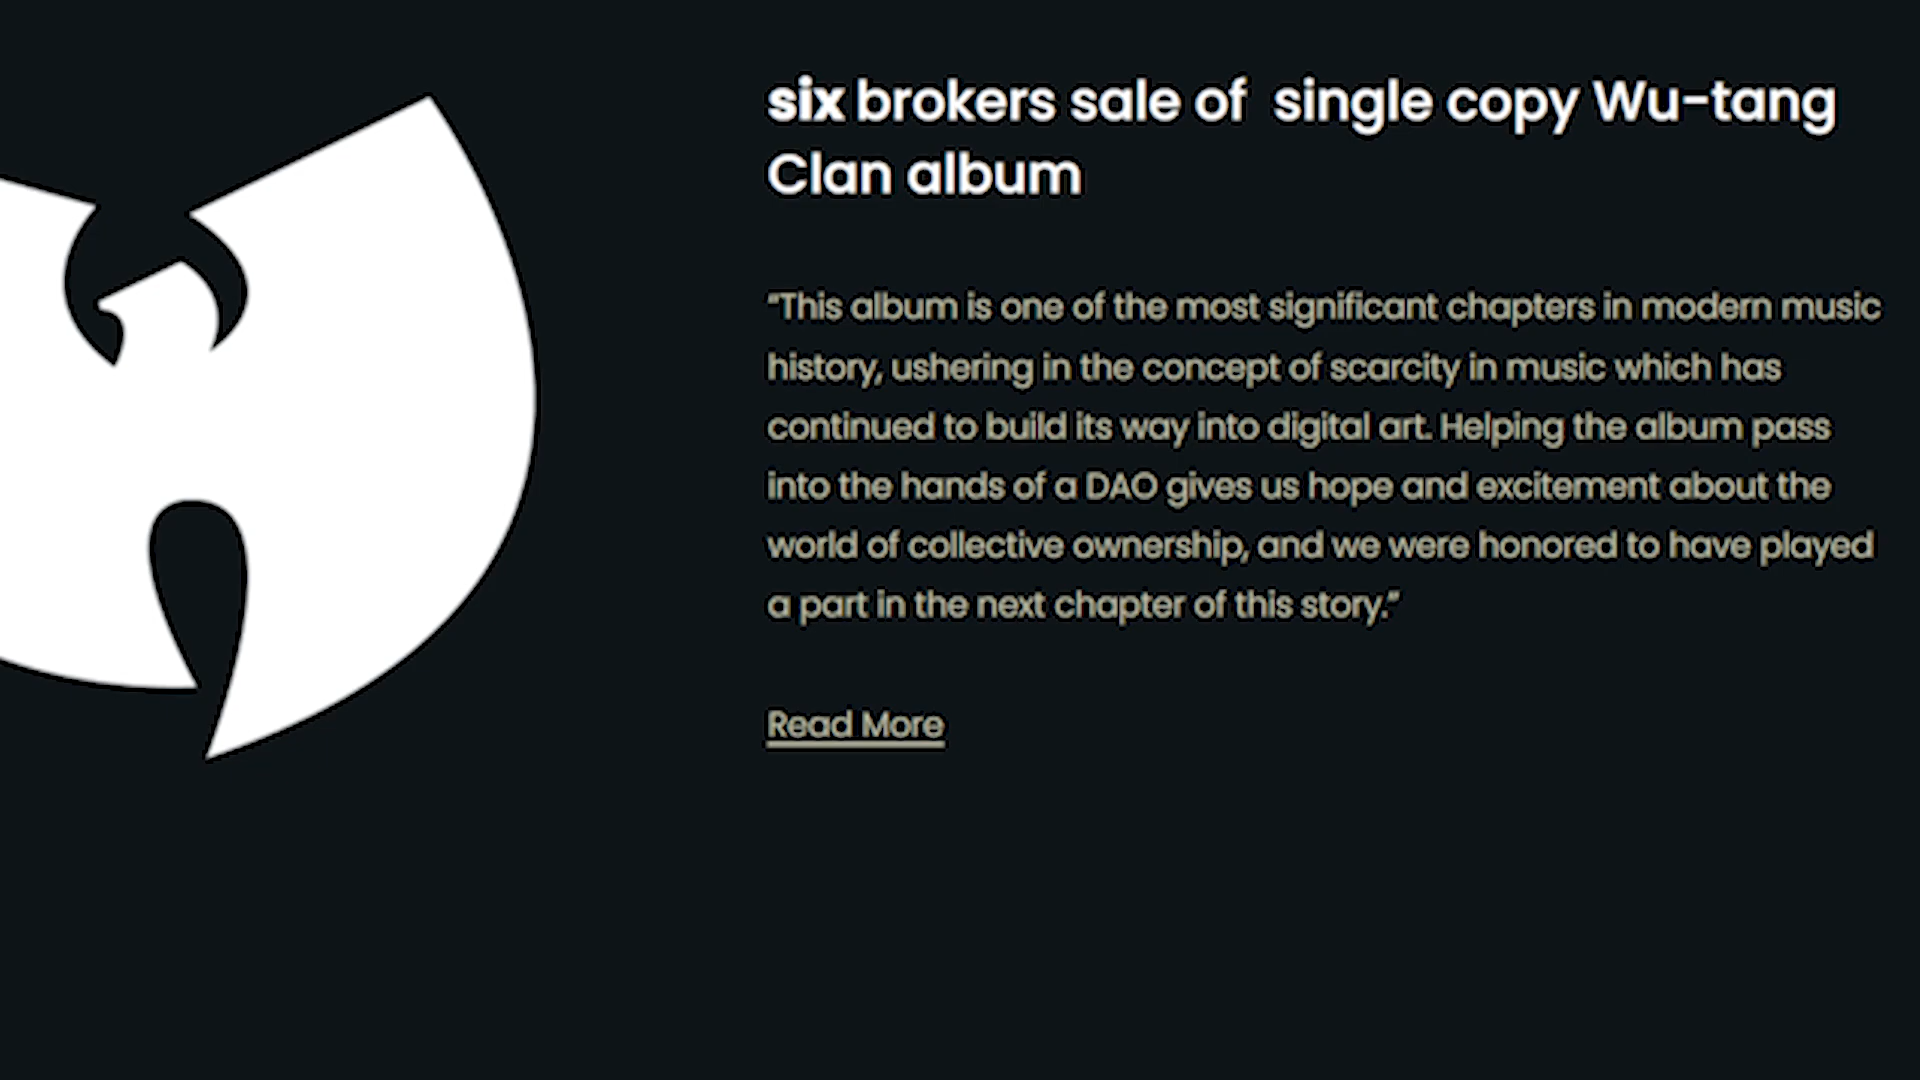 six brokers sale of  single copy Wu-tang
Clan album
"This album is one of the most significant chapters in modern music
history, ushering in the concept of scarcity in music which has
continued to build its way into digital art. Helping the album pass
into the hands of a DAO gives us hope and excitement about the
world of collective ownership, and we were honored to have played
a part in the next chapter of this story."
Read More